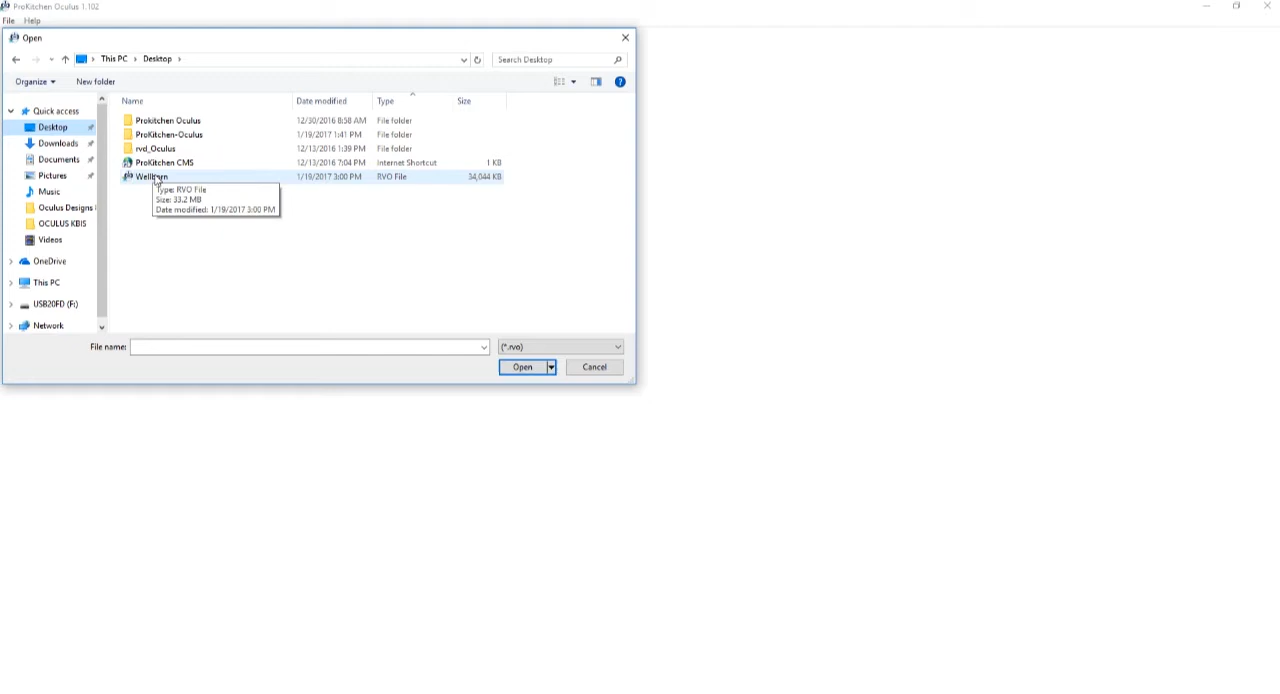 ProKitchen Oculus 1.102
File Help
Open
This PC Desktop
Search Desktop
Organize New folder
Name Date modified Type Size
Quick access
Desktop
Downloads
Documents
Pictures
Music
Oculus Designs
OCULUS KBIS
Videos
OneDrive
This PC
USB20FD (F:)
Network
Prokitchen Oculus 12/30/2016 8:58 AM File folder
ProKitchen-Oculus 1/19/2017 1:41 PM File folder
rvd_Oculus 12/13/2016 1:39 PM File folder
ProKitchen CMS 12/13/2016 7:04 PM Internet Shortcut 1 KB
Wellborn 1/19/2017 3:00 PM RVO File 34,044 KB
Type: RVO File
Size: 33.2 MB
Date modified: 1/19/2017 3:00 PM
File name: (*.rvo)
Open Cancel